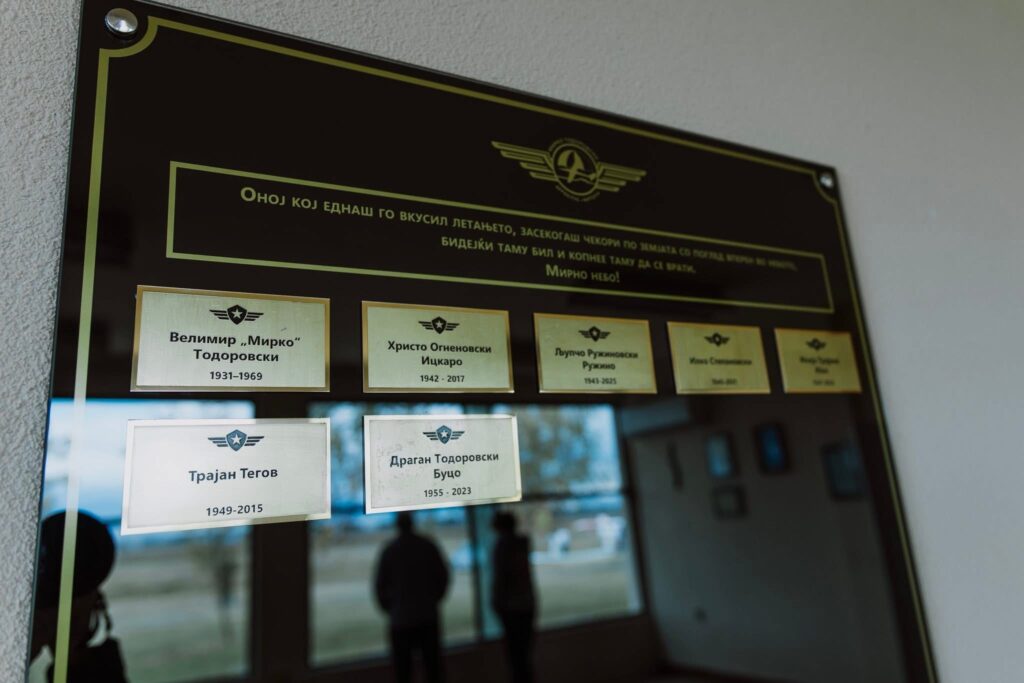 Оној кој еднаш го вкусил летањето, засекогаш чекори по земјата со поглед вперен во небото,
бидејќи таму бил и копнее таму да се врати.
Мирно небо!
Велимир „Мирко“
Тодоровски
1931–1969
Христо Огненовски
Ицкаро
1942 - 2017
Љупчо Ружиновски
Ружино
1943-2025
Илко Стефановски
Трајан Тегов
1949-2015
Драган Тодоровски
Буцо
1955 - 2023